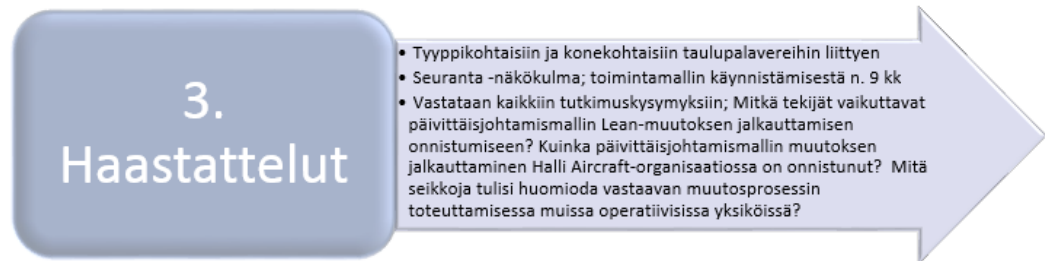 3.
Haastattelut
• Tyyppikohtaisiin ja konekohtaisiin taulupalavereihin liittyen
• Seuranta -näkökulma; toimintamallin käynnistämisestä n. 9 kk
• Vastataan kaikkiin tutkimuskysymyksiin; Mitkä tekijät vaikuttavat
päivittäisjohtamismallin Lean-muutoksen jalkauttamisen
onnistumiseen? Kuinka päivittäisjohtamismallin muutoksen
jalkauttaminen Halli Aircraft-organisaatiossa on onnistunut? Mitä
seikkoja tulisi huomioda vastaavan muutosprosessin
toteuttamisessa muissa operatiivisissa yksiköissä?